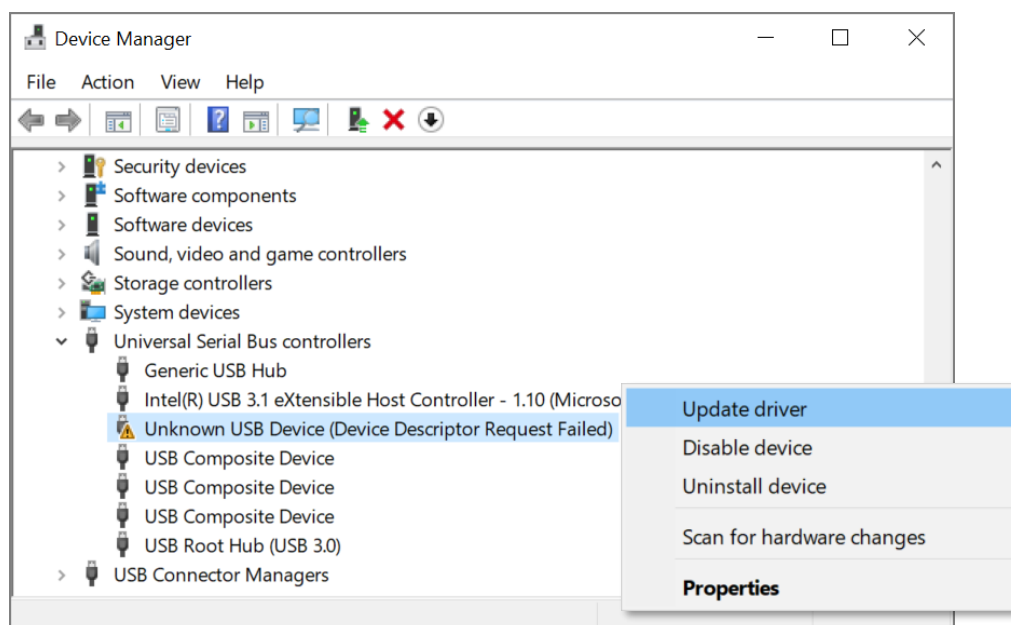 Device Manager
File Action View Help
Security devices
Software components
Software devices
Sound, video and game controllers
Storage controllers
System devices
Universal Serial Bus controllers
Generic USB Hub
Intel(R) USB 3.1 eXtensible Host Controller - 1.10 (Microso
Unknown USB Device (Device Descriptor Request Failed)
USB Composite Device
USB Composite Device
USB Composite Device
USB Root Hub (USB 3.0)
USB Connector Managers
Update driver
Disable device
Uninstall device
Scan for hardware changes
Properties